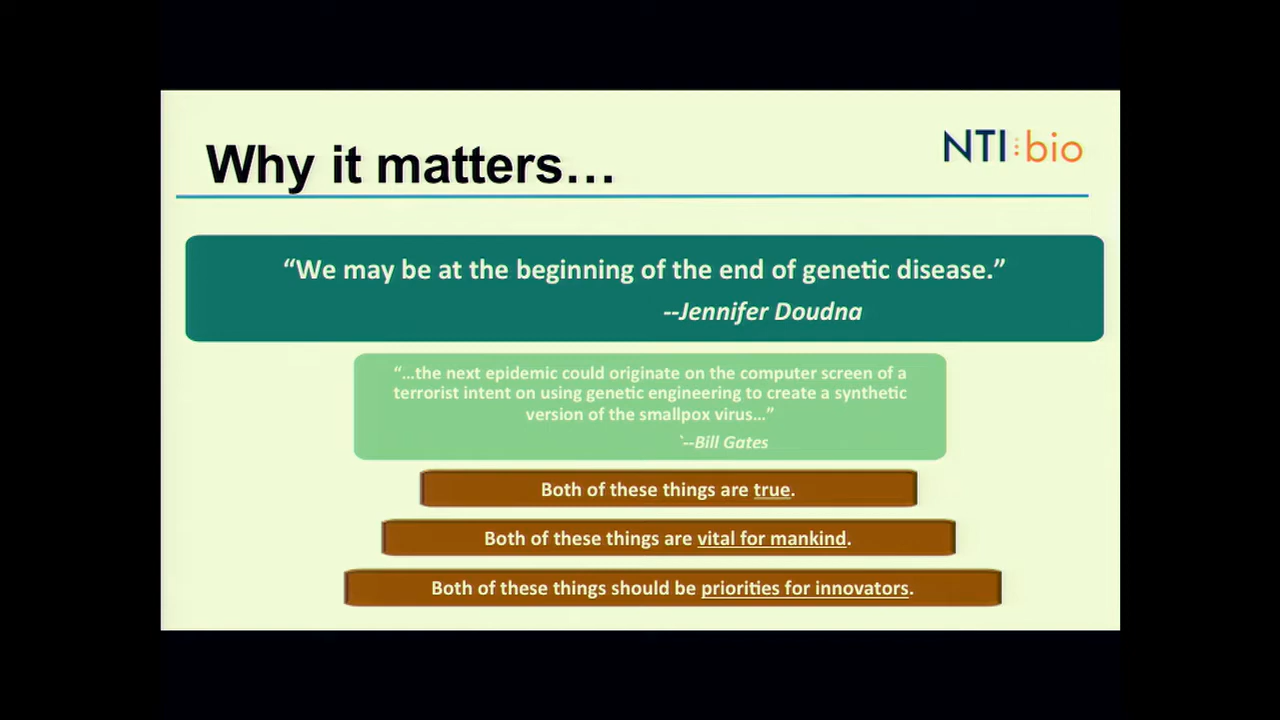 Why it matters…
NTI:bio
“We may be at the beginning of the end of genetic disease.”
--Jennifer Doudna
“…the next epidemic could originate on the computer screen of a
terrorist intent on using genetic engineering to create a synthetic
version of the smallpox virus…”
`--Bill Gates
Both of these things are true.
Both of these things are vital for mankind.
Both of these things should be priorities for innovators.